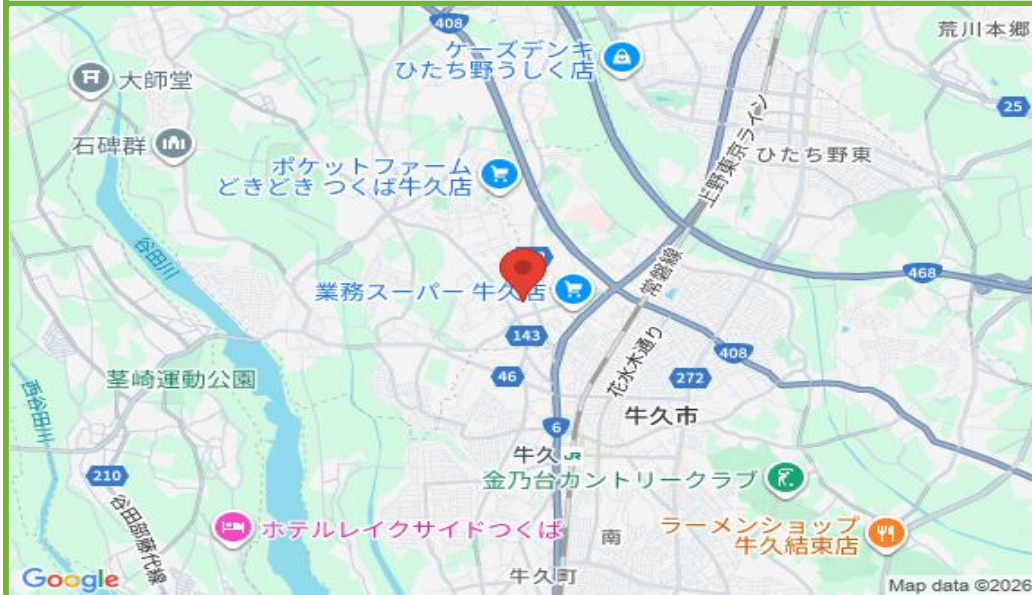 408
荒川本郷
ケーズデンキ
ひたち野うしく店
大師堂
25
石碑群
上野東京ライン
ひたち野東
ポケットファーム
どきどき つくば牛久店
谷田川
468
業務スーパー 牛久店
常磐線
143
花水木通り
408
46
272
茎崎運動公園
西谷田川
牛久市
6
牛久
JR
210
金乃台カントリークラブ
谷田部藤代線
ホテルレイクサイドつくば
南
ラーメンショップ
牛久結束店
牛久町
Google
Map data ©2026